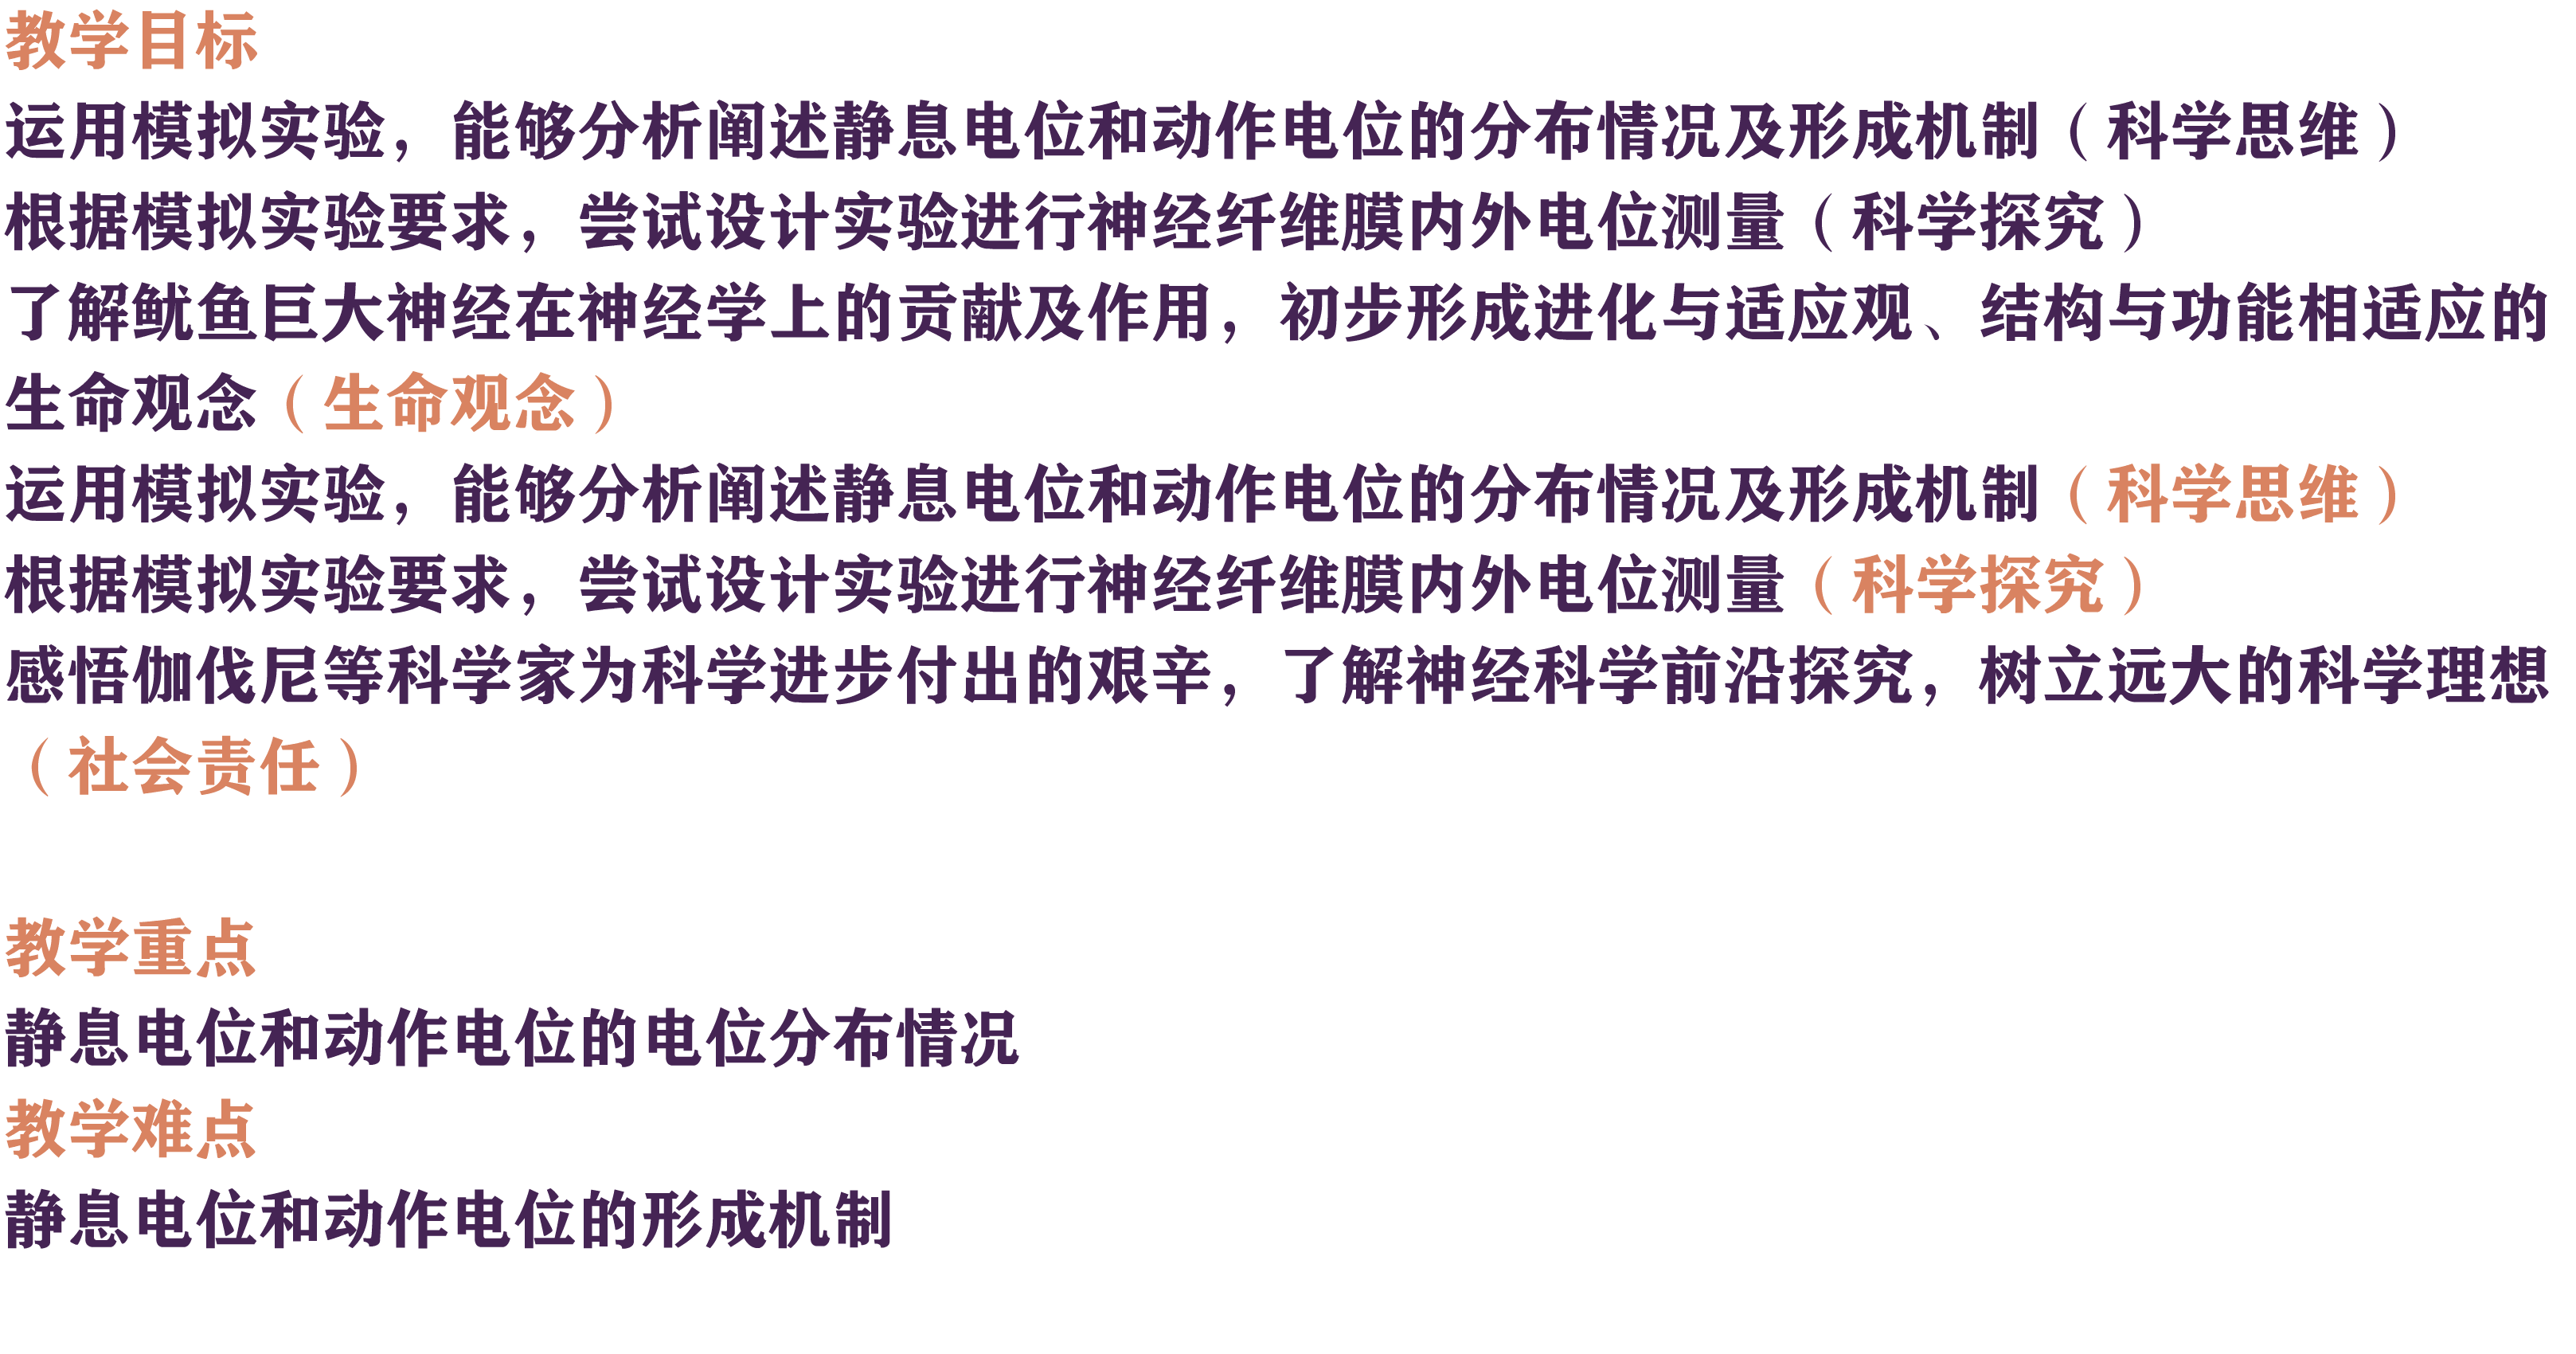 教学目标
运用模拟实验，能够分析阐述静息电位和动作电位的分布情况及形成机制（科学思维）
根据模拟实验要求，尝试设计实验进行神经纤维膜内外电位测量（科学探究）
了解鱿鱼巨大神经在神经学上的贡献及作用，初步形成进化与适应观、结构与功能相适应的
生命观念（生命观念）
运用模拟实验，能够分析阐述静息电位和动作电位的分布情况及形成机制（科学思维）
根据模拟实验要求，尝试设计实验进行神经纤维膜内外电位测量（科学探究）
感悟伽伐尼等科学家为科学进步付出的艰辛，了解神经科学前沿探究，树立远大的科学理想
（社会责任）
教学重点
静息电位和动作电位的电位分布情况
教学难点
静息电位和动作电位的形成机制